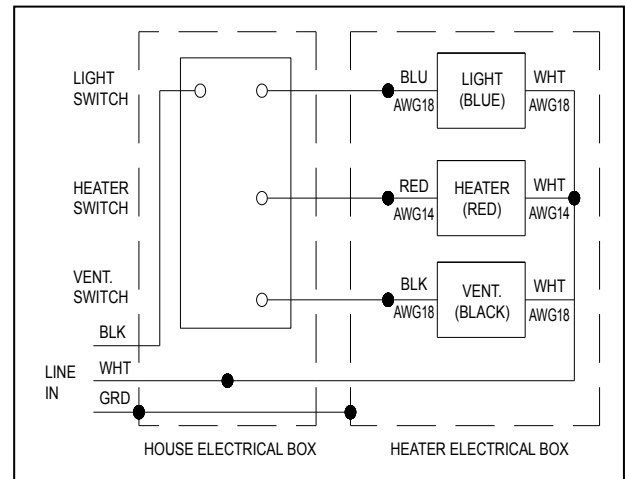 LIGHT
SWITCH
BLU
AWG18
LIGHT
(BLUE)
WHT
AWG18
HEATER
SWITCH
RED
AWG14
HEATER
(RED)
WHT
AWG14
VENT.
SWITCH
BLK
AWG18
VENT.
(BLACK)
WHT
AWG18
BLK
LINE
IN
WHT
GRD
HOUSE ELECTRICAL BOX
HEATER ELECTRICAL BOX